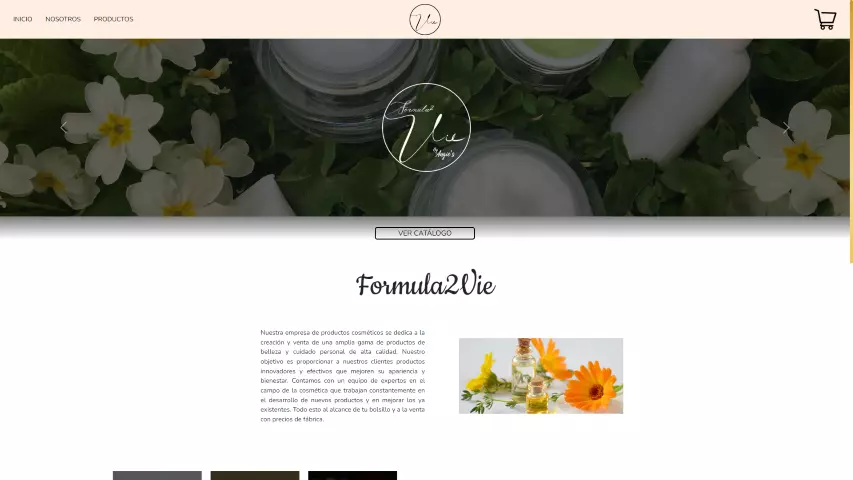 INICIO NOSOTROS PRODUCTOS
Vie
Formula2
Vie
By Angie's
VER CATÁLOGO
Formula2Vie
Nuestra empresa de productos cosméticos se dedica a la
creación y venta de una amplia gama de productos de
belleza y cuidado personal de alta calidad. Nuestro
objetivo es proporcionar a nuestros clientes productos
innovadores y efectivos que mejoren su apariencia y
bienestar. Contamos con un equipo de expertos en el
campo de la cosmética que trabajan constantemente en
el desarrollo de nuevos productos y en mejorar los ya
existentes. Todo esto al alcance de tu bolsillo y a la venta
con precios de fábrica.